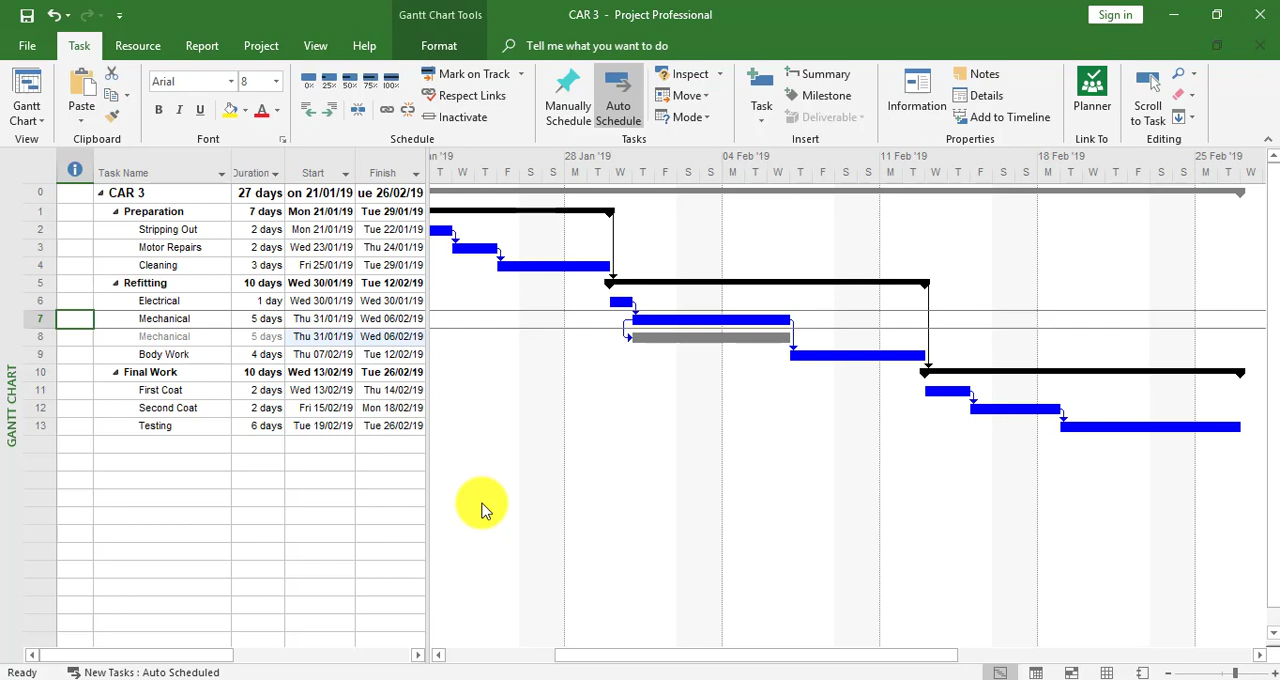 Gantt Chart Tools
CAR 3 - Project Professional
Sign in
File Task Resource Report Project View Help Format Tell me what you want to do
Gantt Chart
View
Paste
Clipboard
Arial 8
B I U A
Font
0% 25% 50% 75% 100%
Mark on Track
Respect Links
Inactivate
Schedule
Manually Schedule
Auto Schedule
Inspect
Move
Mode
Tasks
Task
Summary
Milestone
Deliverable
Insert
Information
Notes
Details
Add to Timeline
Properties
Planner
Link To
Scroll to Task
Editing
Task Name Duration Start Finish
an '19 28 Jan '19 04 Feb '19 11 Feb '19 18 Feb '19 25 Feb '19
T W T F S S M T W T F S S M T W T F S S M T W T F S S M T W T F S S M T W
0 CAR 3 27 days on 21/01/19 ue 26/02/19
1 Preparation 7 days Mon 21/01/19 Tue 29/01/19
2 Stripping Out 2 days Mon 21/01/19 Tue 22/01/19
3 Motor Repairs 2 days Wed 23/01/19 Thu 24/01/19
4 Cleaning 3 days Fri 25/01/19 Tue 29/01/19
5 Refitting 10 days Wed 30/01/19 Tue 12/02/19
6 Electrical 1 day Wed 30/01/19 Wed 30/01/19
7 Mechanical 5 days Thu 31/01/19 Wed 06/02/19
8 Mechanical 5 days Thu 31/01/19 Wed 06/02/19
9 Body Work 4 days Thu 07/02/19 Tue 12/02/19
10 Final Work 10 days Wed 13/02/19 Tue 26/02/19
11 First Coat 2 days Wed 13/02/19 Thu 14/02/19
12 Second Coat 2 days Fri 15/02/19 Mon 18/02/19
13 Testing 6 days Tue 19/02/19 Tue 26/02/19
GANTT CHART
Ready New Tasks : Auto Scheduled